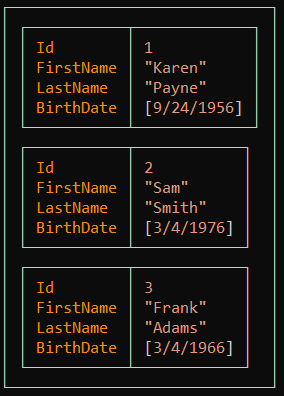 Id 1
FirstName "Karen"
LastName "Payne"
BirthDate [9/24/1956]
Id 2
FirstName "Sam"
LastName "Smith"
BirthDate [3/4/1976]
Id 3
FirstName "Frank"
LastName "Adams"
BirthDate [3/4/1966]